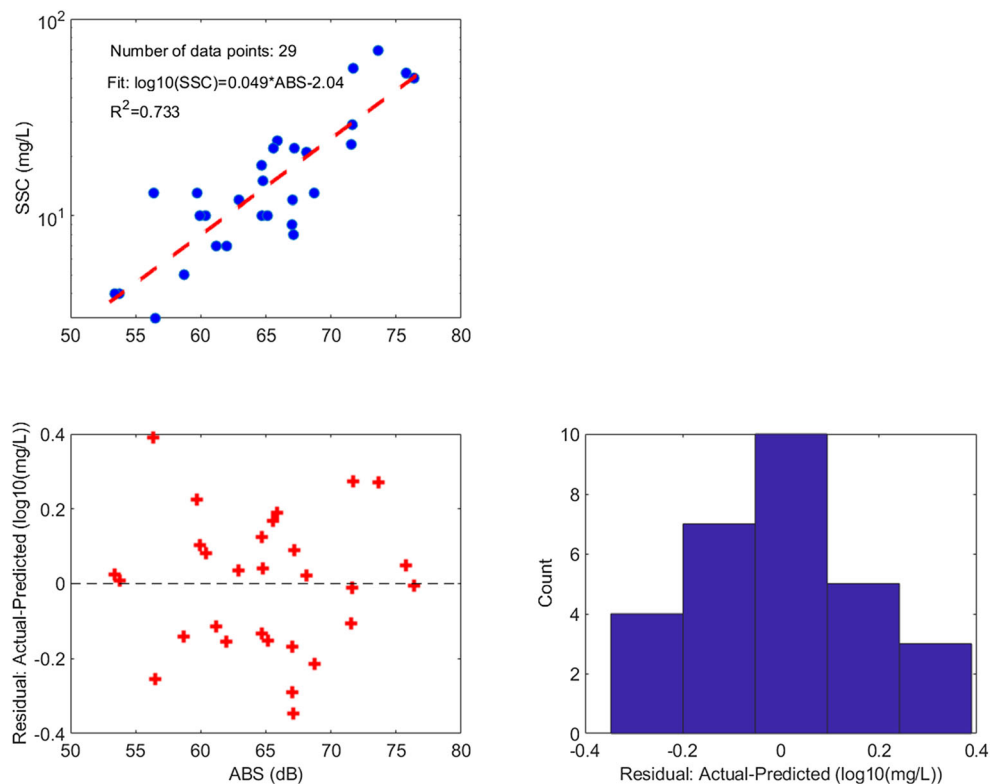 10^2
Number of data points: 29
Fit: log10(SSC)=0.049*ABS-2.04
R^2=0.733
SSC (mg/L)
10^1
50 55 60 65 70 75 80
0.4
0.2
0
-0.2
-0.4
Residual: Actual-Predicted (log10(mg/L))
50 55 60 65 70 75 80
ABS (dB)
10
8
6
4
2
0
Count
-0.4 -0.2 0 0.2 0.4
Residual: Actual-Predicted (log10(mg/L))